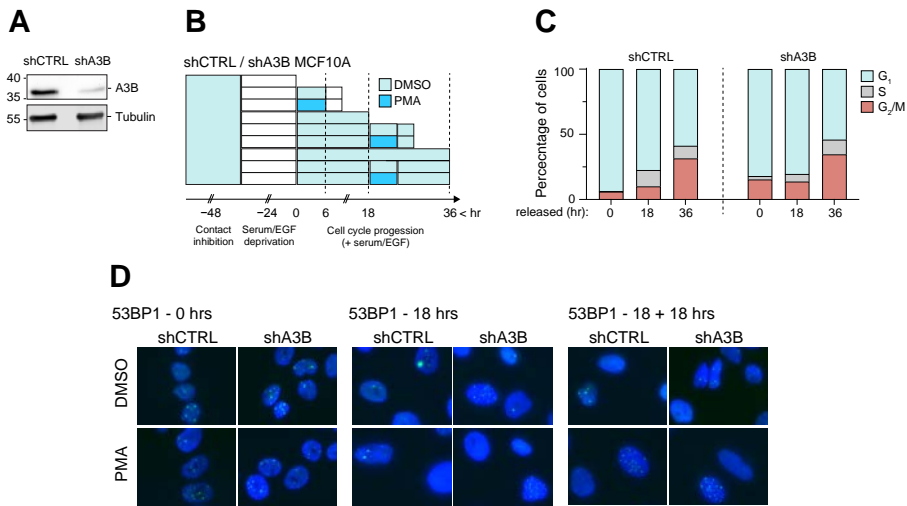 A
shCTRL shA3B
40
35
55
A3B
Tubulin
B
shCTRL / shA3B MCF10A
DMSO
PMA
−48 −24 0 6 18 36 < hr
Contact inhibition
Serum/EGF deprivation
Cell cycle progession (+ serum/EGF)
C
shCTRL shA3B
Percecntage of cells
100
50
0
G1
S
G2/M
released (hr): 0 18 36 0 18 36
D
53BP1 - 0 hrs 53BP1 - 18 hrs 53BP1 - 18 + 18 hrs
shCTRL shA3B shCTRL shA3B shCTRL shA3B
DMSO
PMA